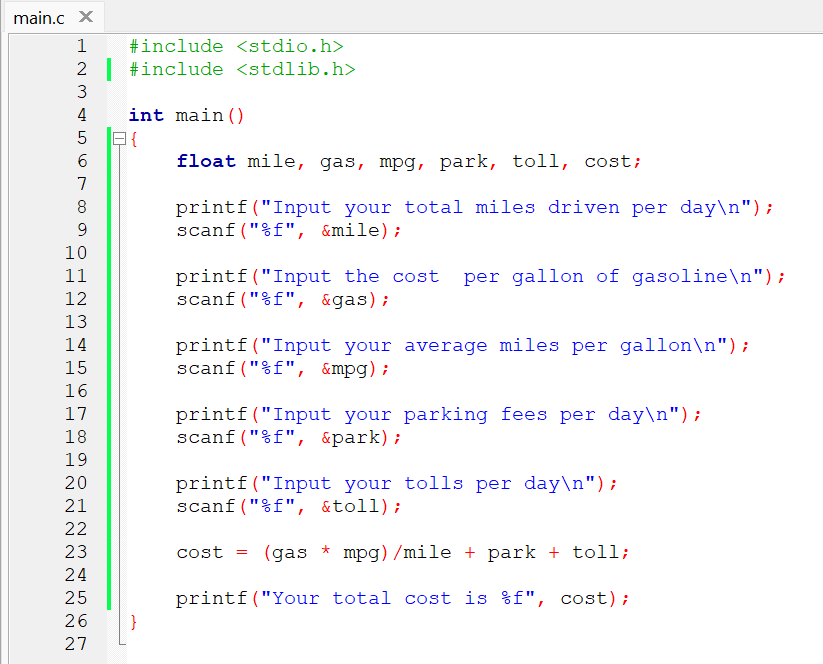 main.c ✕
1 #include <stdio.h>
2 #include <stdlib.h>
3
4 int main()
5 {
6 float mile, gas, mpg, park, toll, cost;
7
8 printf("Input your total miles driven per day\n");
9 scanf("%f", &mile);
10
11 printf("Input the cost  per gallon of gasoline\n");
12 scanf("%f", &gas);
13
14 printf("Input your average miles per gallon\n");
15 scanf("%f", &mpg);
16
17 printf("Input your parking fees per day\n");
18 scanf("%f", &park);
19
20 printf("Input your tolls per day\n");
21 scanf("%f", &toll);
22
23 cost = (gas * mpg)/mile + park + toll;
24
25 printf("Your total cost is %f", cost);
26 }
27